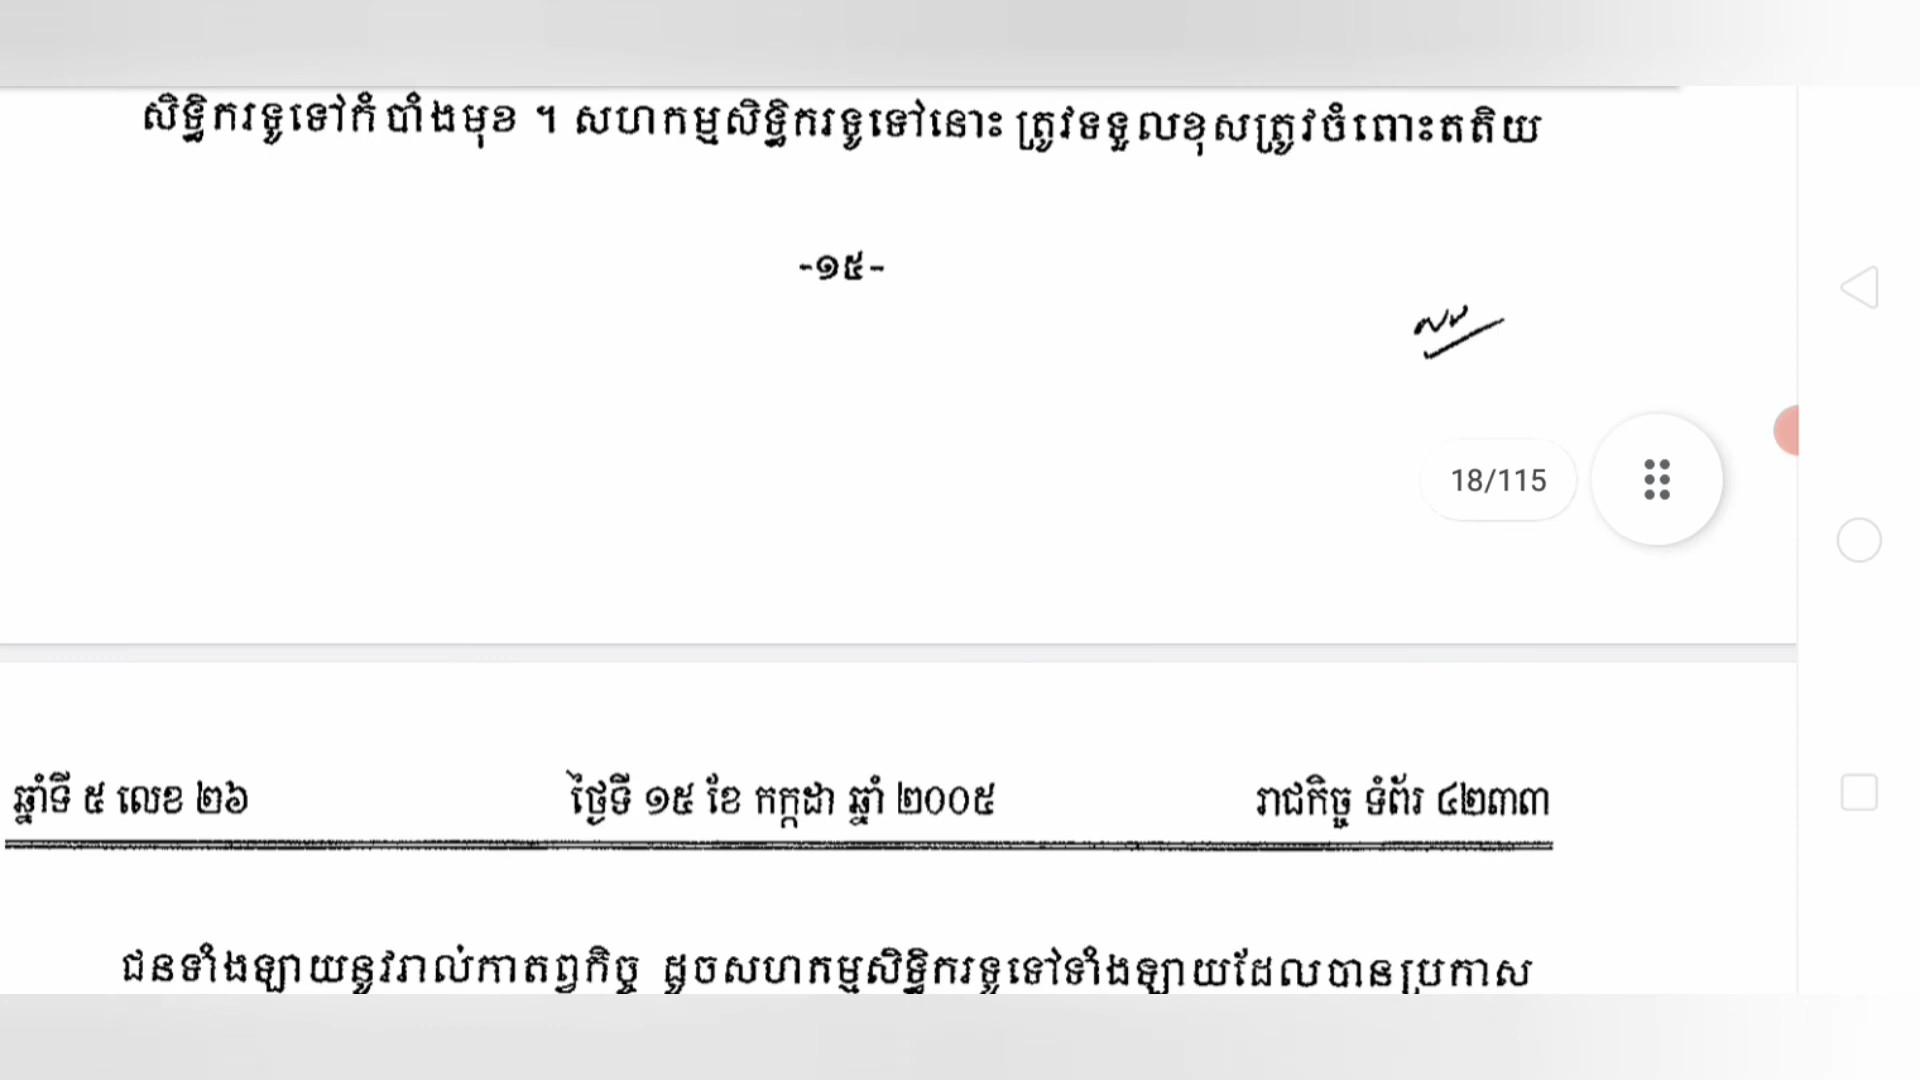 សិទ្ធិករទូទៅកំបាំងមុខ ។ សហកម្មសិទ្ធិករទូទៅនោះ ត្រូវទទួលខុសត្រូវចំពោះតតិយ
-១៥-
18/115
ឆ្នាំទី ៥ លេខ ២៦
ថ្ងៃទី ១៥ ខែ កក្កដា ឆ្នាំ ២០០៥
រាជកិច្ច ទំព័រ ៤២៣៣
ជនទាំងឡាយនូវរាល់កាតព្វកិច្ច ដូចសហកម្មសិទ្ធិករទូទៅទាំងឡាយដែលបានប្រកាស